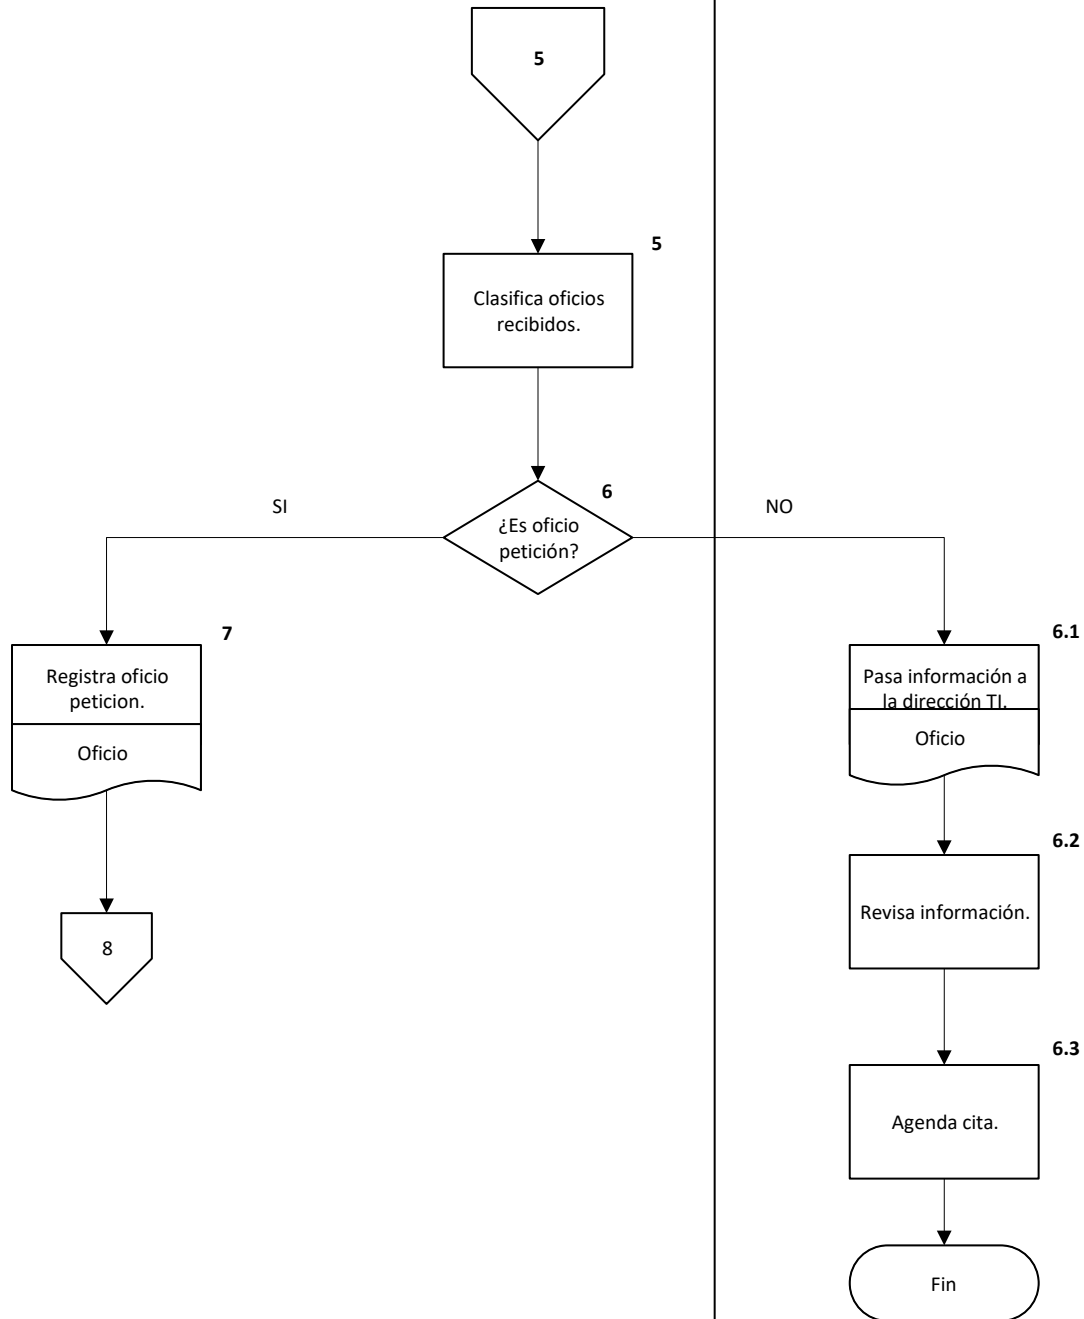 5
5
Clasifica oficios
recibidos.
6
SI
¿Es oficio
petición?
NO
7
Registra oficio
peticion.
Oficio
8
6.1
Pasa información a
la dirección TI.
Oficio
6.2
Revisa información.
6.3
Agenda cita.
Fin